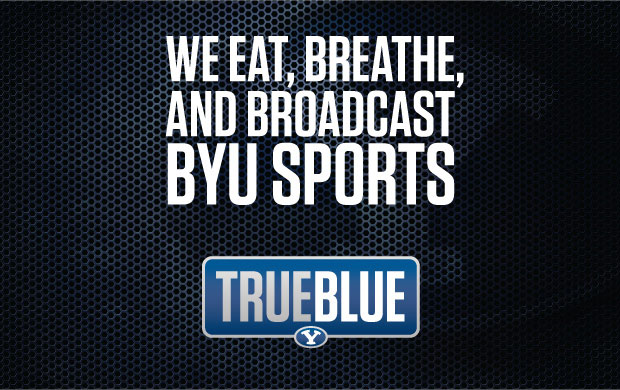 WE EAT, BREATHE,
AND BROADCAST
BYU SPORTS
TRUEBLUE
Y